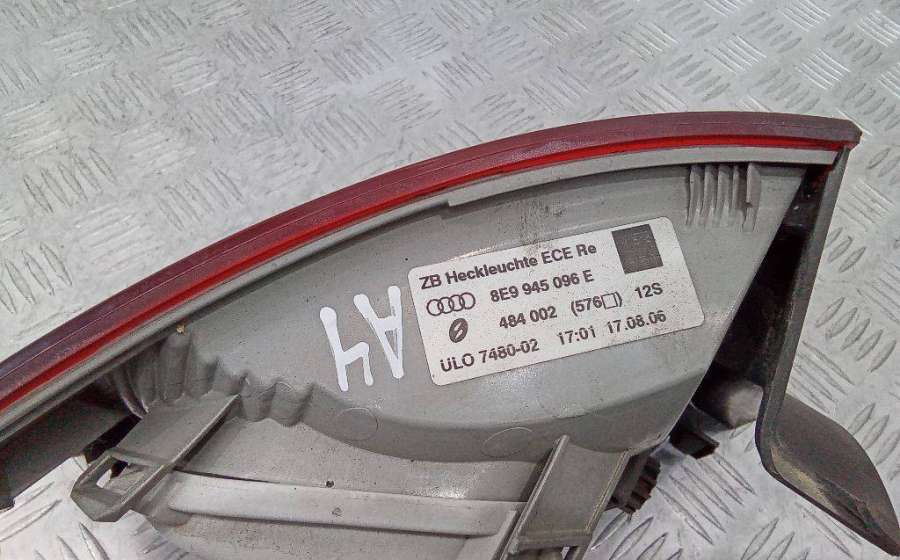 ZB Heckleuchte ECE Re
8E9 945 096 E
484 002 (576□) 12S
ULO 7480-02 17:01 17.08.06
A4